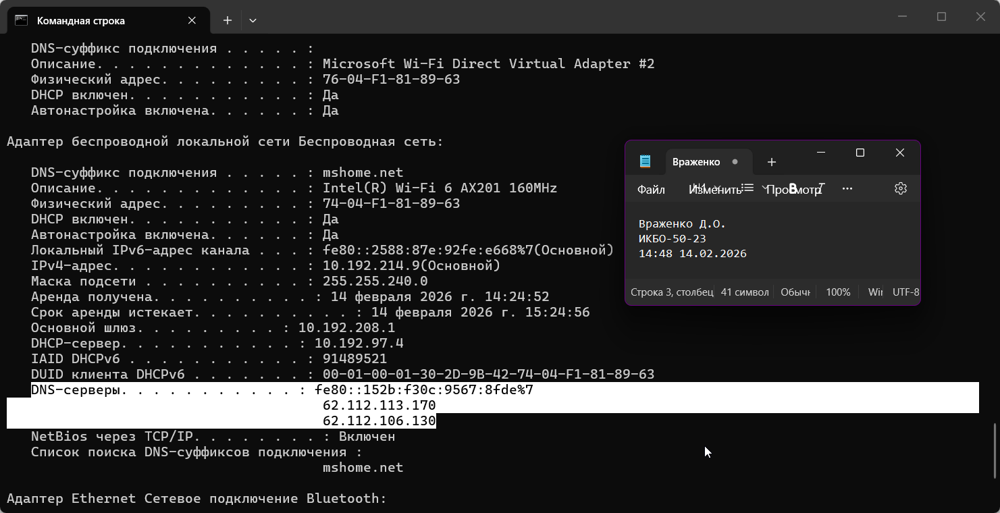 Командная строка
DNS-суффикс подключения . . . . . :
Описание. . . . . . . . . . . . . : Microsoft Wi-Fi Direct Virtual Adapter #2
Физический адрес. . . . . . . . . : 76-04-F1-81-89-63
DHCP включен. . . . . . . . . . . : Да
Автонастройка включена. . . . . . : Да
Адаптер беспроводной локальной сети Беспроводная сеть:
DNS-суффикс подключения . . . . . : mshome.net
Описание. . . . . . . . . . . . . : Intel(R) Wi-Fi 6 AX201 160MHz
Физический адрес. . . . . . . . . : 74-04-F1-81-89-63
DHCP включен. . . . . . . . . . . : Да
Автонастройка включена. . . . . . : Да
Локальный IPv6-адрес канала . . . : fe80::2588:87e:92fe:e668%7(Основной)
IPv4-адрес. . . . . . . . . . . . : 10.192.214.9(Основной)
Маска подсети . . . . . . . . . . : 255.255.240.0
Аренда получена. . . . . . . . . . : 14 февраля 2026 г. 14:24:52
Срок аренды истекает. . . . . . . . . . : 14 февраля 2026 г. 15:24:56
Основной шлюз. . . . . . . . . : 10.192.208.1
DHCP-сервер. . . . . . . . . . . : 10.192.97.4
IAID DHCPv6 . . . . . . . . . . . : 91489521
DUID клиента DHCPv6 . . . . . . . : 00-01-00-01-30-2D-9B-42-74-04-F1-81-89-63
DNS-серверы. . . . . . . . . . . : fe80::152b:f30c:9567:8fde%7
62.112.113.170
62.112.106.130
NetBios через TCP/IP. . . . . . . . : Включен
Список поиска DNS-суффиксов подключения :
mshome.net
Адаптер Ethernet Сетевое подключение Bluetooth:
Враженко
Файл Изменить Просмотр
Враженко Д.О.
ИКБО-50-23
14:48 14.02.2026
Строка 3, столбец 41 символ Обычн 100% Wi UTF-8